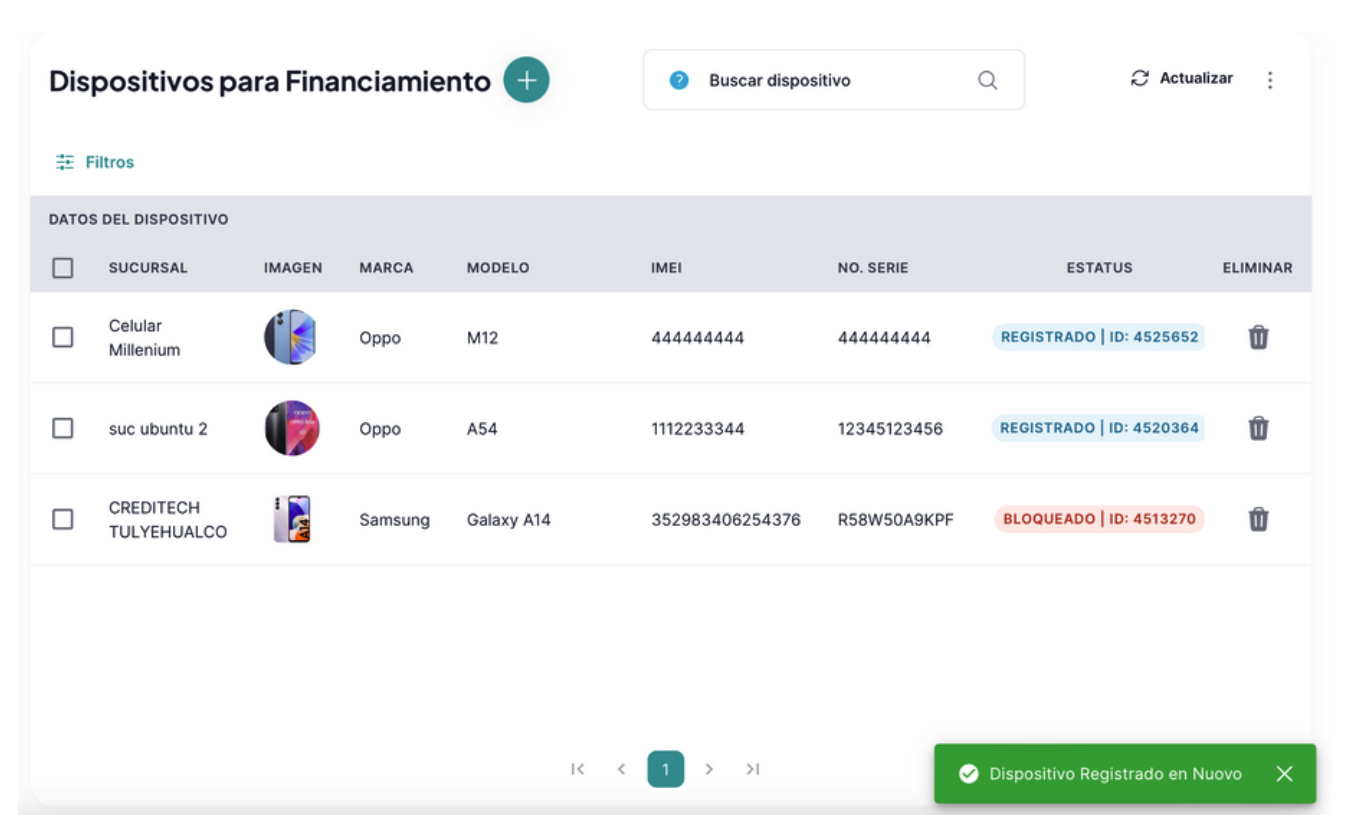 Dispositivos para Financiamiento
Buscar dispositivo
Actualizar
Filtros
DATOS DEL DISPOSITIVO
SUCURSAL IMAGEN MARCA MODELO IMEI NO. SERIE ESTATUS ELIMINAR
Celular Millenium Oppo M12 444444444 444444444 REGISTRADO | ID: 4525652
suc ubuntu 2 Oppo A54 1112233344 12345123456 REGISTRADO | ID: 4520364
CREDITECH TULYEHUALCO A14 Samsung Galaxy A14 352983406254376 R58W50A9KPF BLOQUEADO | ID: 4513270
1
Dispositivo Registrado en Nuovo